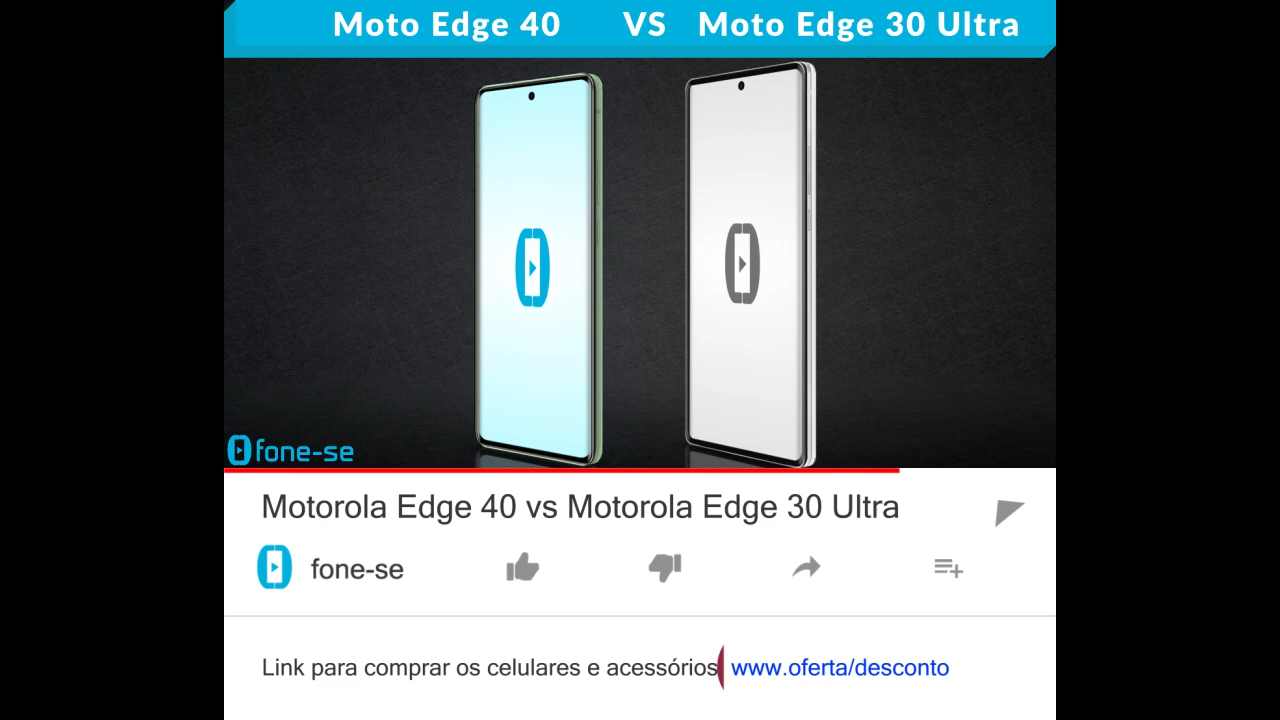 Moto Edge 40 VS Moto Edge 30 Ultra
fone-se
Motorola Edge 40 vs Motorola Edge 30 Ultra
fone-se
Link para comprar os celulares e acessórios www.oferta/desconto